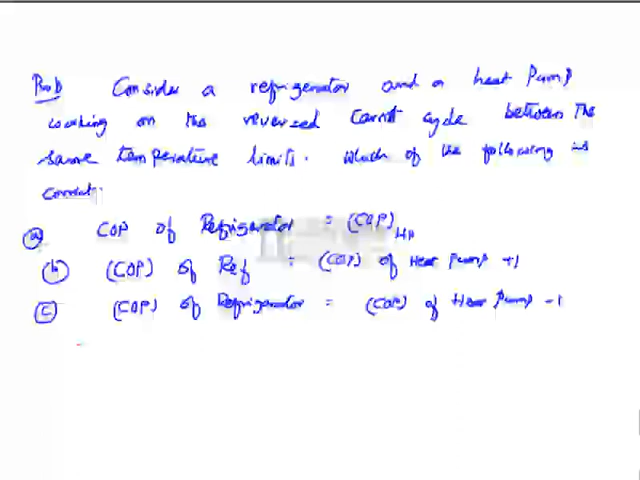 Prob Consider a refrigerator and a heat pump
working on the reversed Carnot cycle between the
same temperature limits. Which of the following is
correct.
(a) COP of Refrigerator = (COP)HP
(b) (COP) of Ref = (COP) of Heat pump +1
(c) (COP) of Refrigerator = (COP) of Heat pump -1